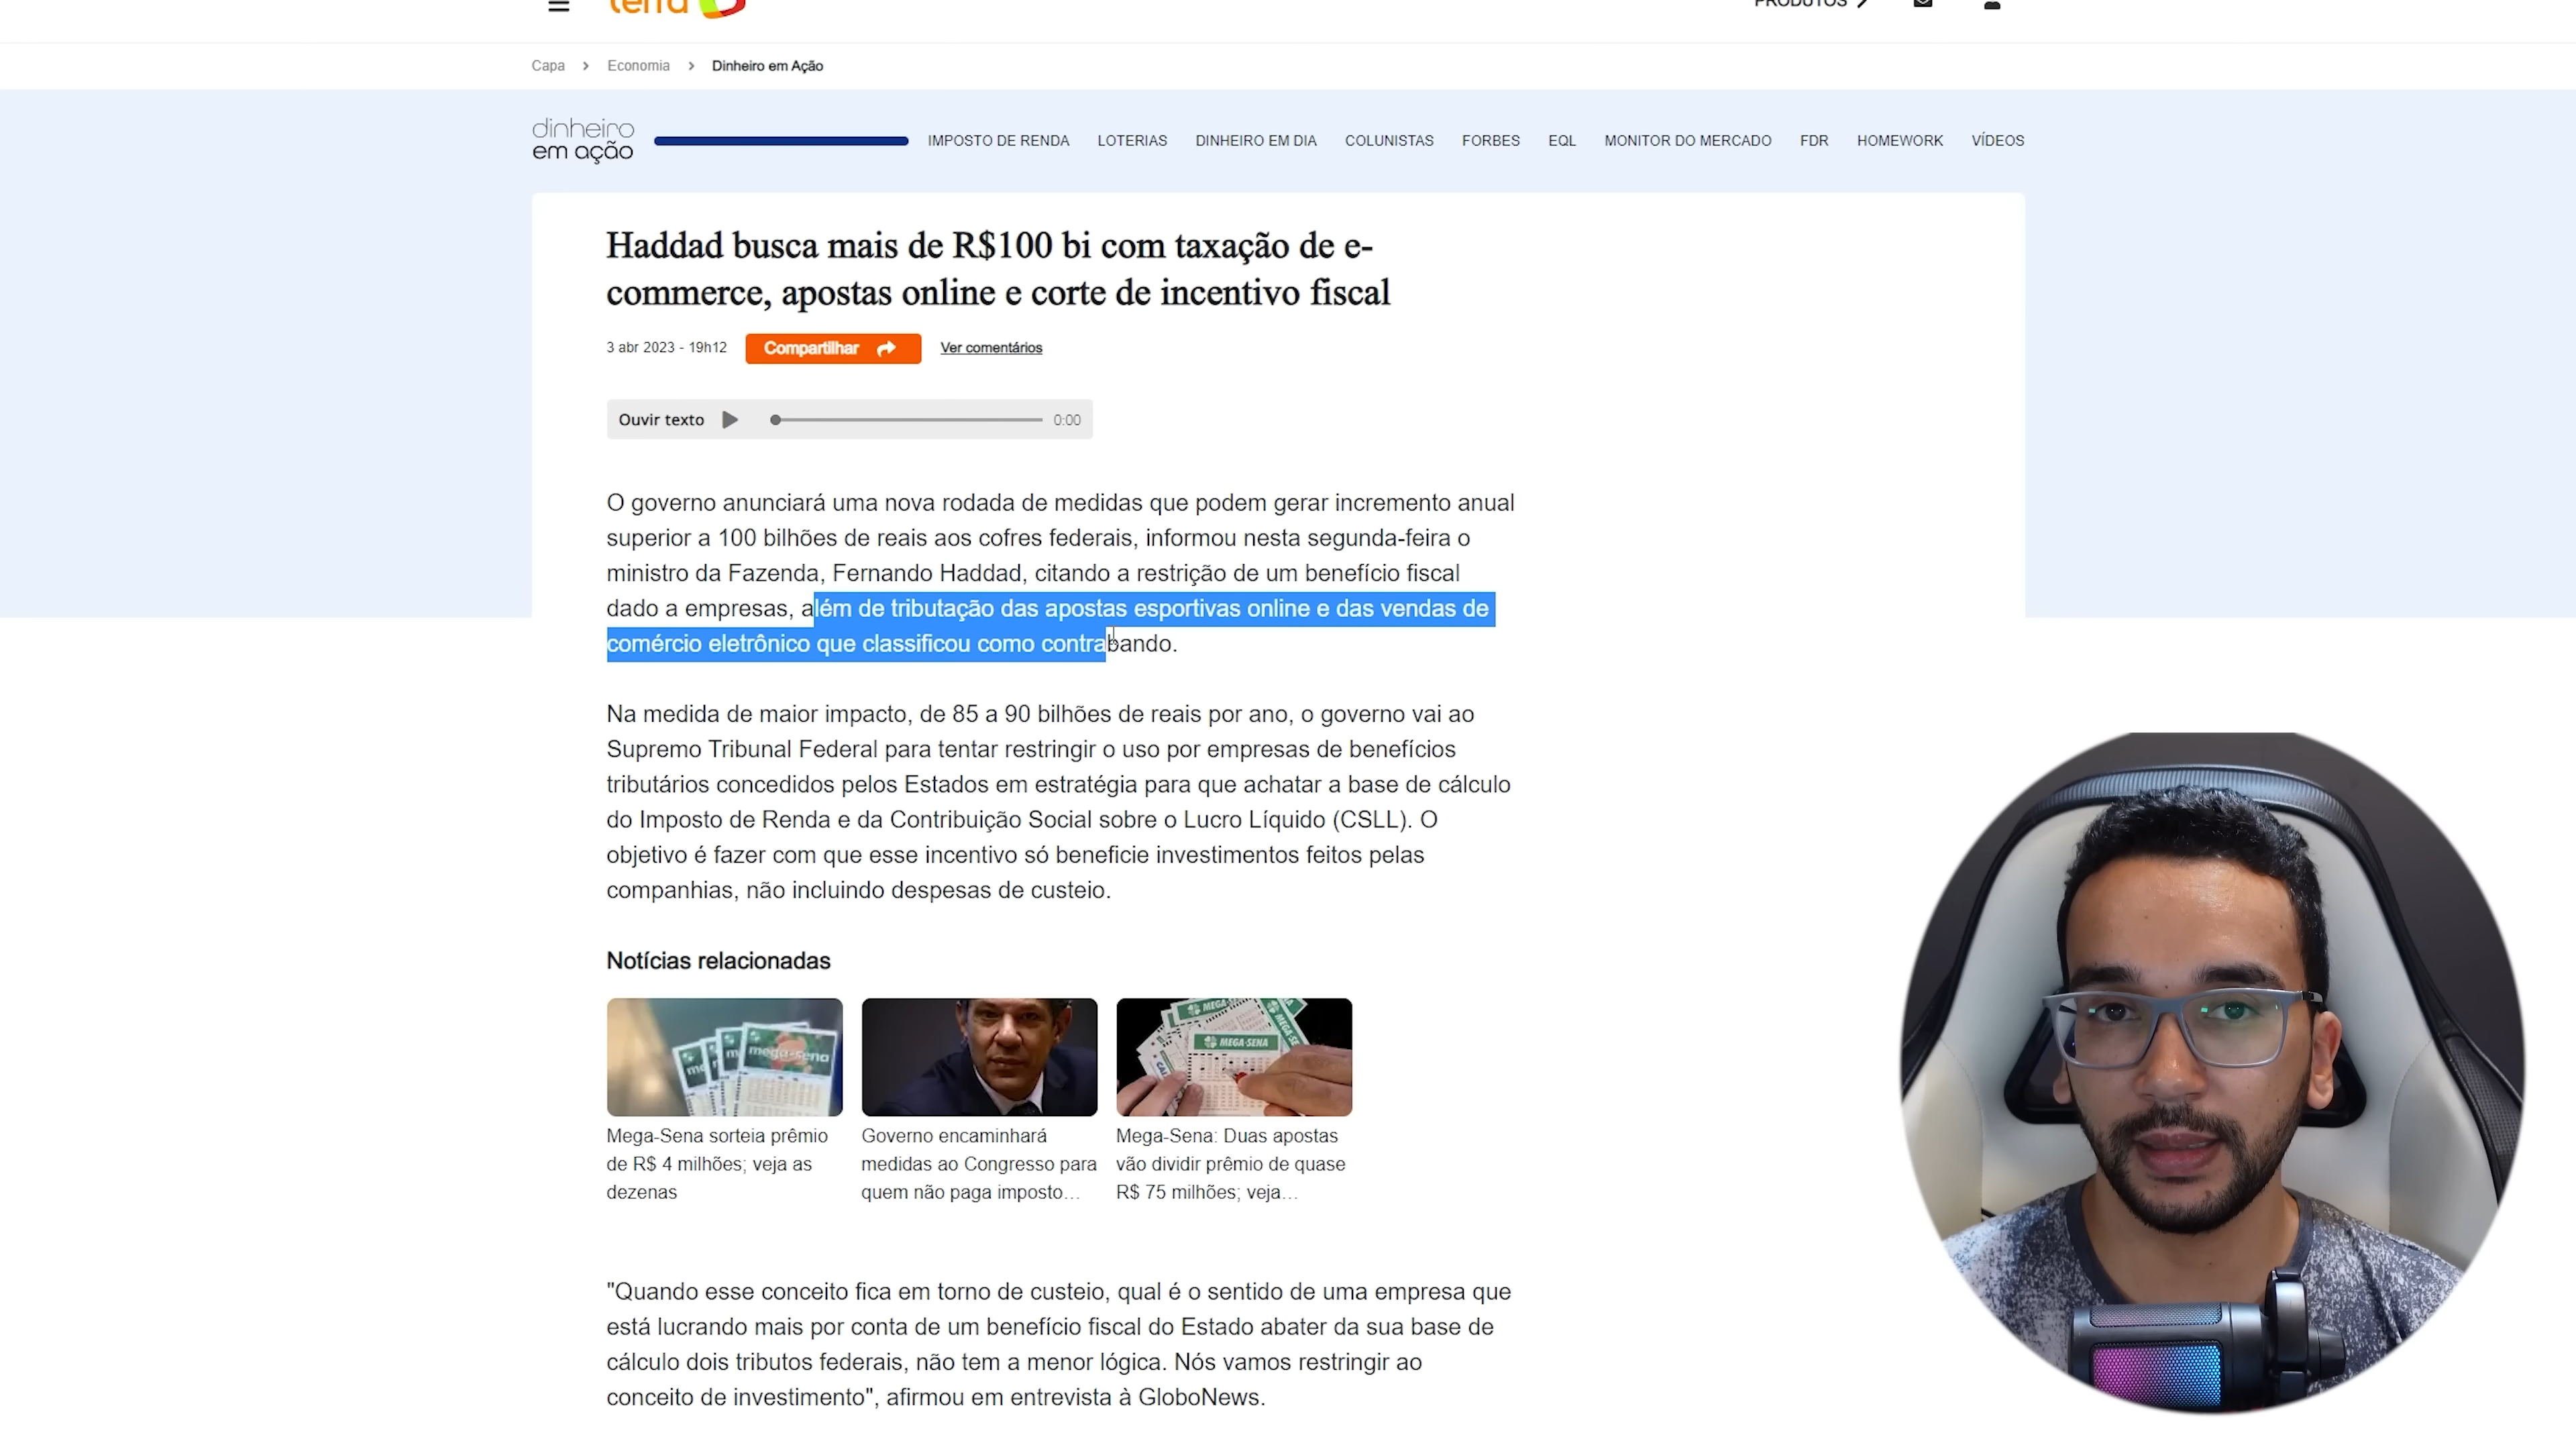 terra
PRODUTOS
Capa > Economia > Dinheiro em Ação
dinheiro
em ação
IMPOSTO DE RENDA LOTERIAS DINHEIRO EM DIA COLUNISTAS FORBES EQL MONITOR DO MERCADO FDR HOMEWORK VÍDEOS
Haddad busca mais de R$100 bi com taxação de e-
commerce, apostas online e corte de incentivo fiscal
3 abr 2023 - 19h12 Compartilhar Ver comentários
Ouvir texto 0:00
O governo anunciará uma nova rodada de medidas que podem gerar incremento anual
superior a 100 bilhões de reais aos cofres federais, informou nesta segunda-feira o
ministro da Fazenda, Fernando Haddad, citando a restrição de um benefício fiscal
dado a empresas, além de tributação das apostas esportivas online e das vendas de
comércio eletrônico que classificou como contrabando.
Na medida de maior impacto, de 85 a 90 bilhões de reais por ano, o governo vai ao
Supremo Tribunal Federal para tentar restringir o uso por empresas de benefícios
tributários concedidos pelos Estados em estratégia para que achatar a base de cálculo
do Imposto de Renda e da Contribuição Social sobre o Lucro Líquido (CSLL). O
objetivo é fazer com que esse incentivo só beneficie investimentos feitos pelas
companhias, não incluindo despesas de custeio.
Notícias relacionadas
mega-sena
MEGA-SENA
Mega-Sena sorteia prêmio
de R$ 4 milhões; veja as
dezenas
Governo encaminhará
medidas ao Congresso para
quem não paga imposto...
Mega-Sena: Duas apostas
vão dividir prêmio de quase
R$ 75 milhões; veja...
"Quando esse conceito fica em torno de custeio, qual é o sentido de uma empresa que
está lucrando mais por conta de um benefício fiscal do Estado abater da sua base de
cálculo dois tributos federais, não tem a menor lógica. Nós vamos restringir ao
conceito de investimento", afirmou em entrevista à GloboNews.